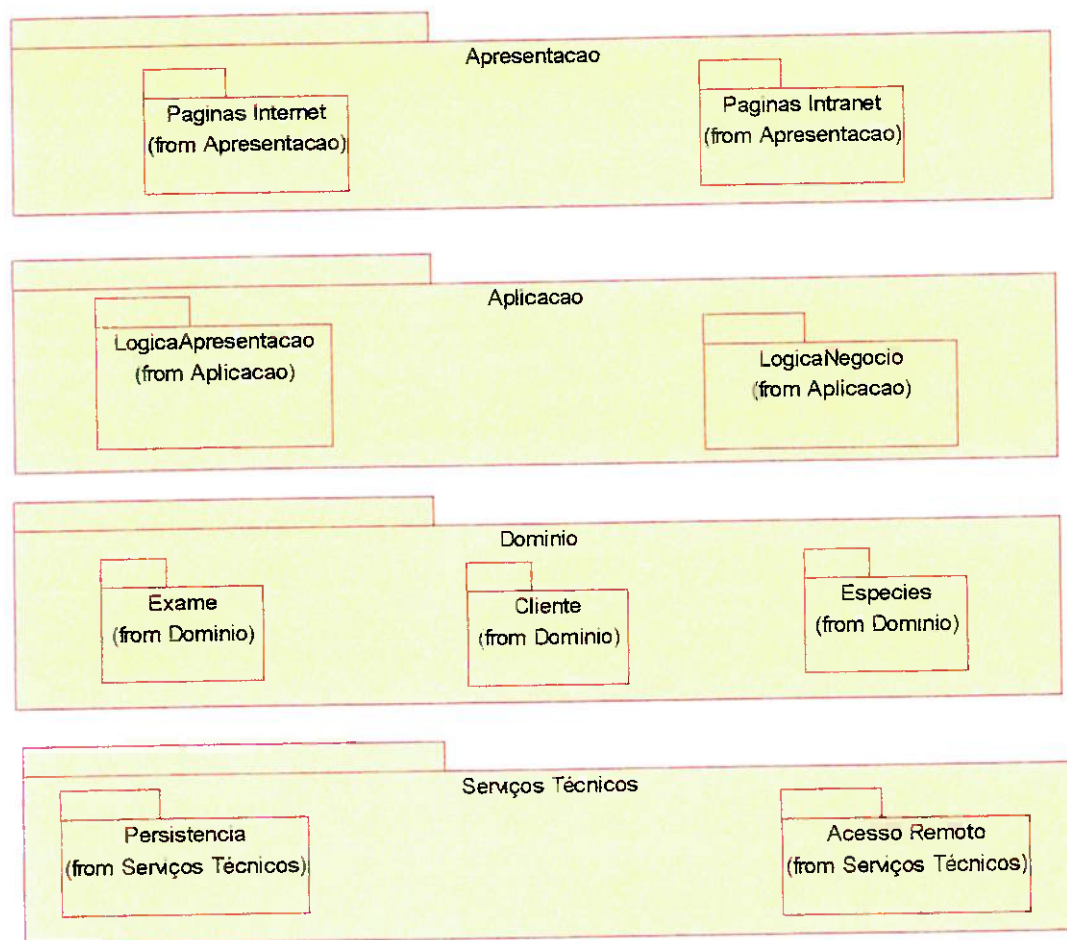 Apresentacao
Paginas Internet
(from Apresentacao)
Paginas Intranet
(from Apresentacao)
Aplicacao
LogicaApresentacao
(from Aplicacao)
LogicaNegocio
(from Aplicacao)
Dominio
Exame
(from Dominio)
Cliente
(from Dominio)
Especies
(from Dominio)
Serviços Técnicos
Persistencia
(from Serviços Técnicos)
Acesso Remoto
(from Serviços Técnicos)